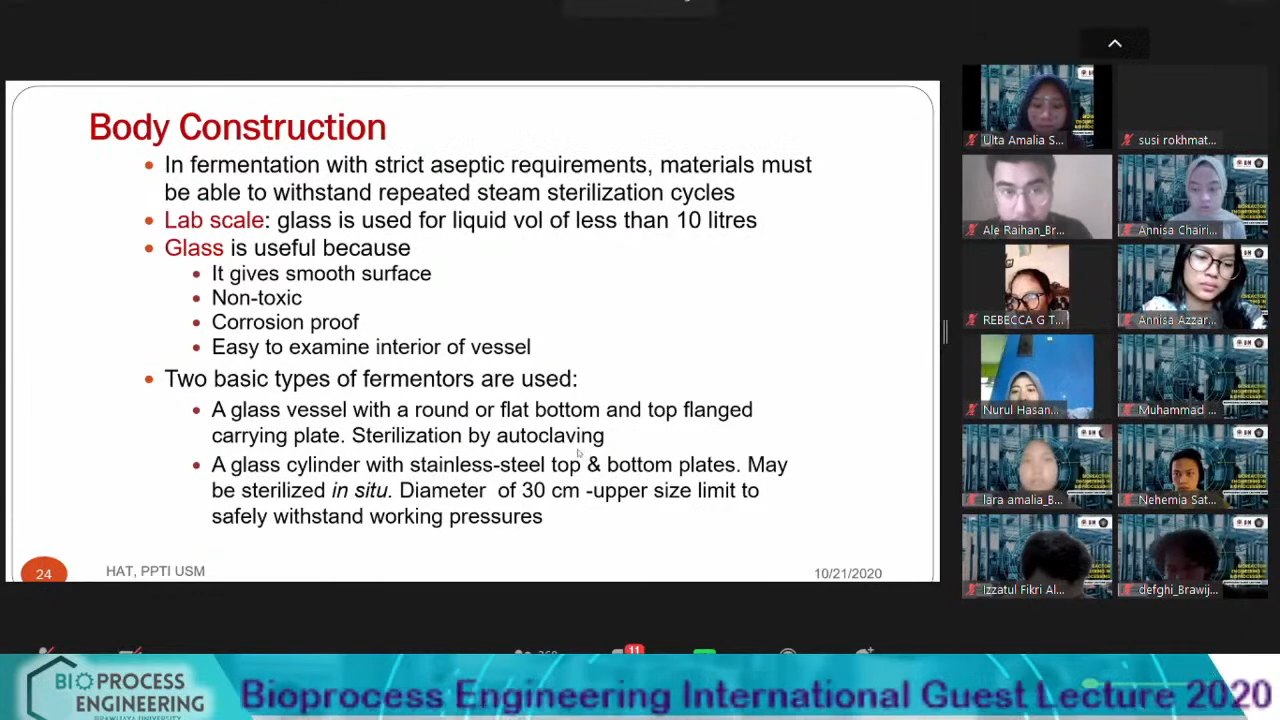 Body Construction
In fermentation with strict aseptic requirements, materials must
be able to withstand repeated steam sterilization cycles
Lab scale: glass is used for liquid vol of less than 10 litres
Glass is useful because
It gives smooth surface
Non-toxic
Corrosion proof
Easy to examine interior of vessel
Two basic types of fermentors are used:
A glass vessel with a round or flat bottom and top flanged
carrying plate. Sterilization by autoclaving
A glass cylinder with stainless-steel top & bottom plates. May
be sterilized in situ. Diameter of 30 cm -upper size limit to
safely withstand working pressures
24
HAT, PPTI USM
10/21/2020
Ulta Amalia S...
susi rokhmat...
Ale Raihan_Br...
Annisa Chairi...
REBECCA G T...
Annisa Azzar...
Nurul Hasan...
Muhammad ...
lara amalia_B...
Nehemia Sat...
Izzatul Fikri Al...
defghi_Brawij...
11
BIOPROCESS
ENGINEERING
BRAWIJAYA UNIVERSITY
Bioprocess Engineering International Guest Lecture 2020